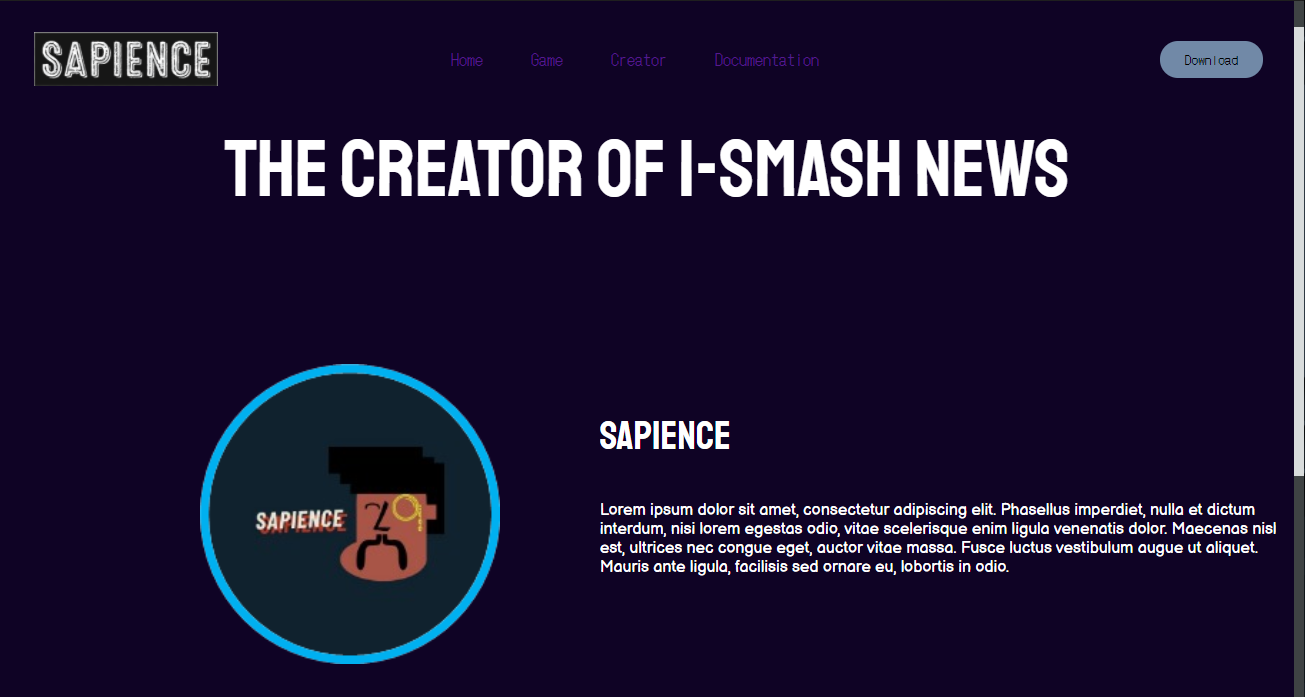 SAPIENCE
Home
Game
Creator
Documentation
Download
THE CREATOR OF I-SMASH NEWS
SAPIENCE
SAPIENCE
Lorem ipsum dolor sit amet, consectetur adipiscing elit. Phasellus imperdiet, nulla et dictum
interdum, nisi lorem egestas odio, vitae scelerisque enim ligula venenatis dolor. Maecenas nisl
est, ultrices nec congue eget, auctor vitae massa. Fusce luctus vestibulum augue ut aliquet.
Mauris ante ligula, facilisis sed ornare eu, lobortis in odio.